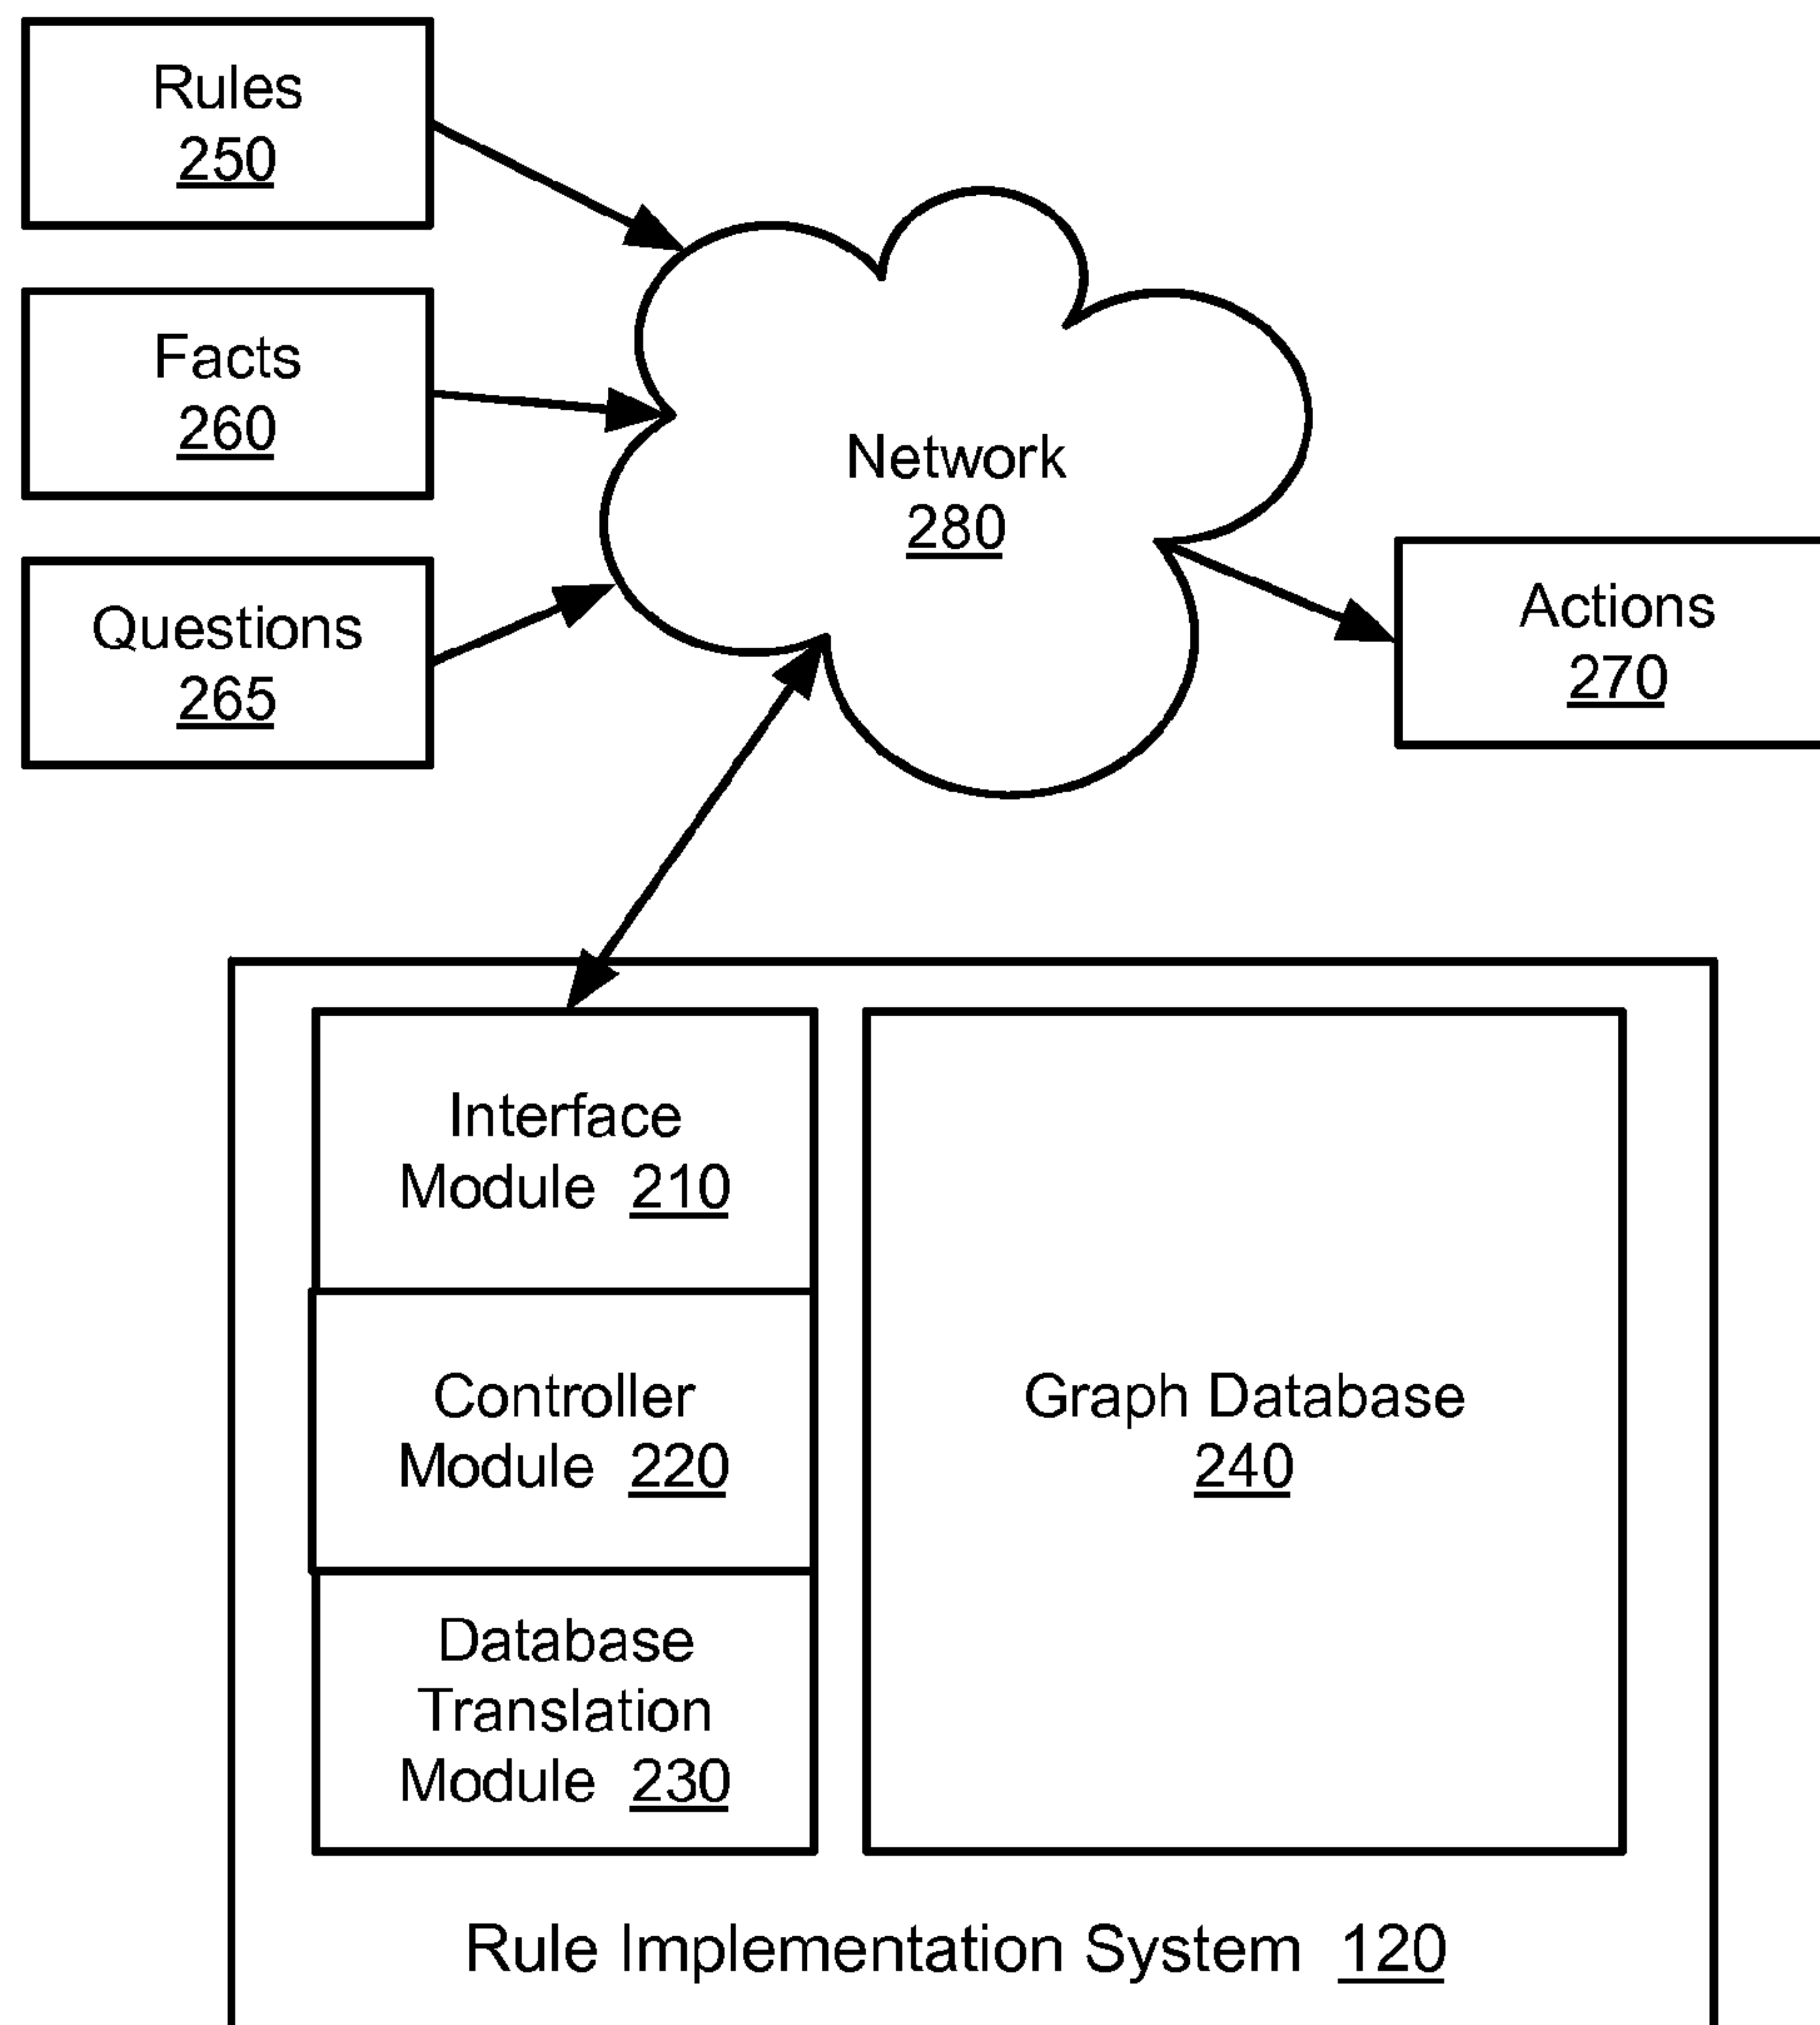 Rules
250
Facts
260
Questions
265
Network
280
Actions
270
Interface
Module 210
Controller
Module 220
Database
Translation
Module 230
Graph Database
240
Rule Implementation System 120